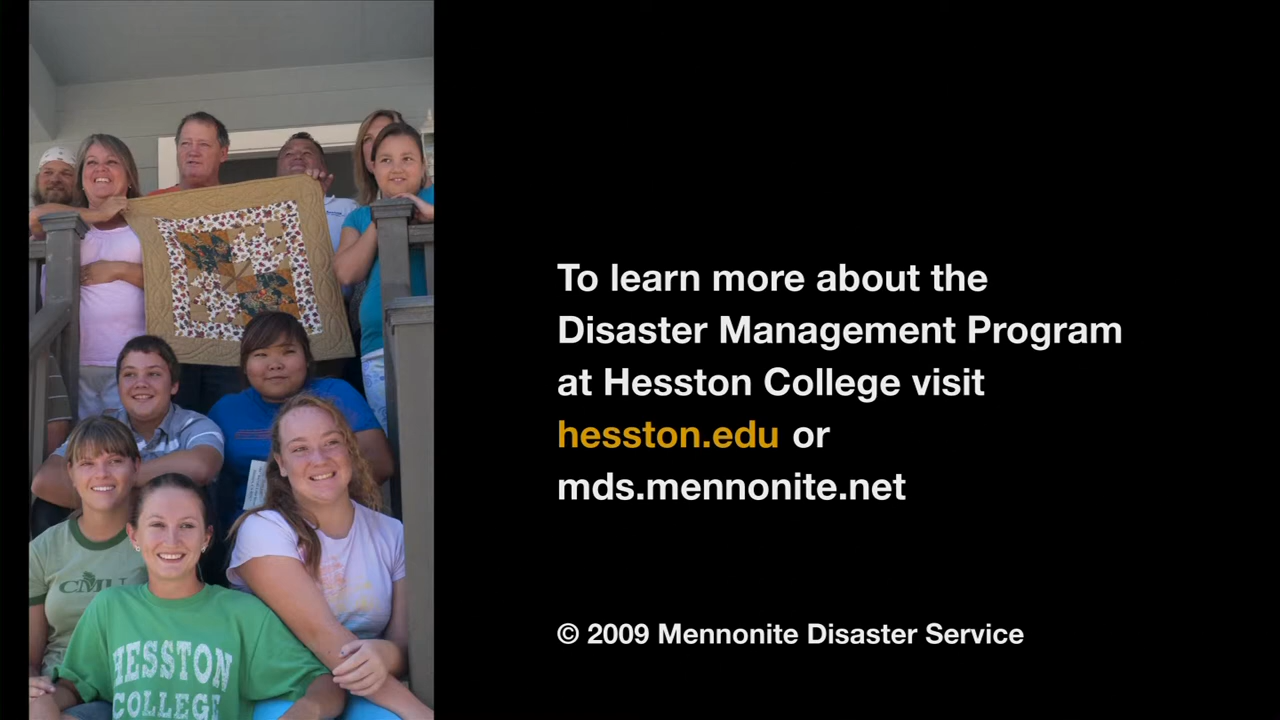 To learn more about the
Disaster Management Program
at Hesston College visit
hesston.edu or
mds.mennonite.net
© 2009 Mennonite Disaster Service
CMU
HESSTON
COLLEGE